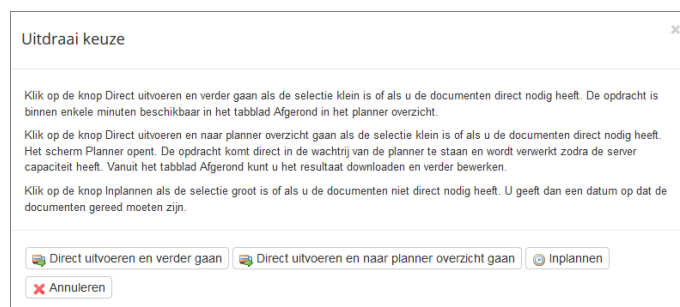 Uitdraai keuze
Klik op de knop Direct uitvoeren en verder gaan als de selectie klein is of als u de documenten direct nodig heeft. De opdracht is
binnen enkele minuten beschikbaar in het tabblad Afgerond in het planner overzicht.
Klik op de knop Direct uitvoeren en naar planner overzicht gaan als de selectie klein is of als u de documenten direct nodig heeft.
Het scherm Planner opent. De opdracht komt direct in de wachtrij van de planner te staan en wordt verwerkt zodra de server
capaciteit heeft. Vanuit het tabblad Afgerond kunt u het resultaat downloaden en verder bewerken.
Klik op de knop Inplannen als de selectie groot is of als u de documenten niet direct nodig heeft. U geeft dan een datum op dat de
documenten gereed moeten zijn.
Direct uitvoeren en verder gaan Direct uitvoeren en naar planner overzicht gaan Inplannen
Annuleren